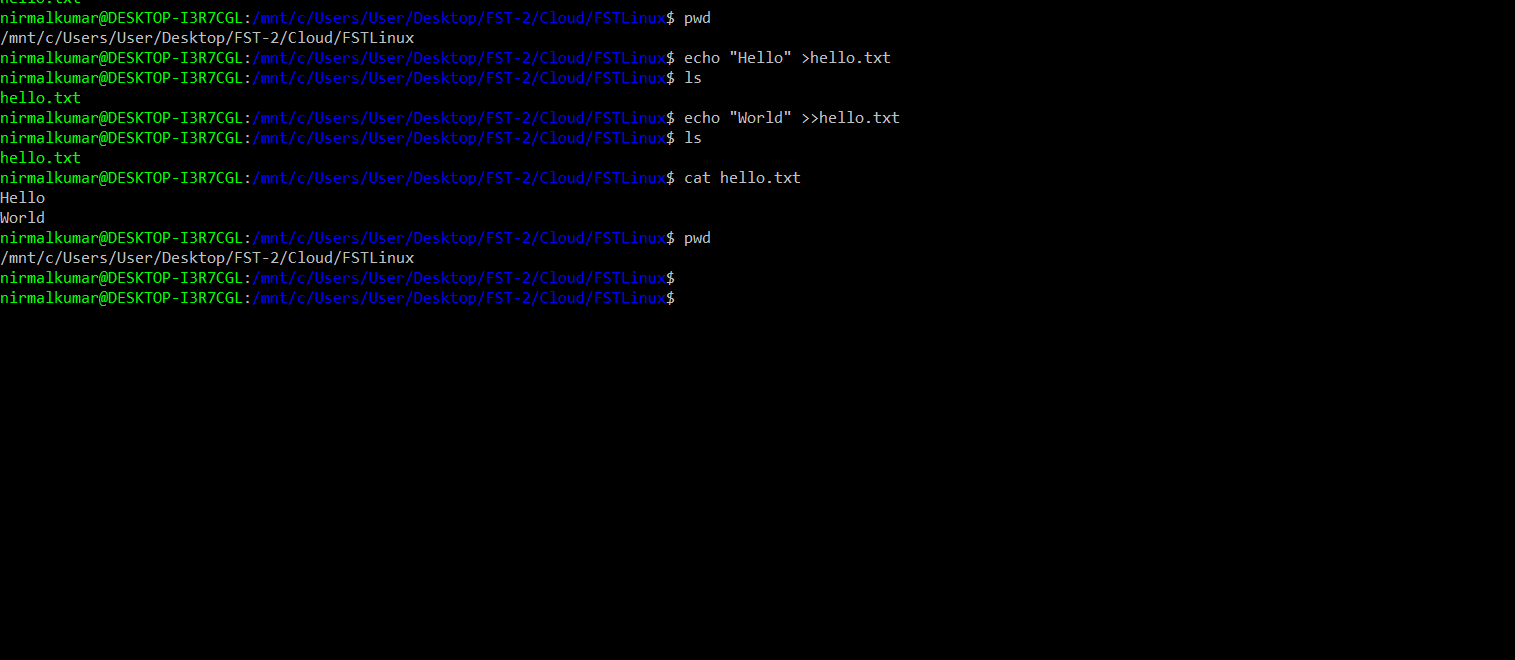 hello.txt
nirmalkumar@DESKTOP-I3R7CGL:/mnt/c/Users/User/Desktop/FST-2/Cloud/FSTLinux$ pwd
/mnt/c/Users/User/Desktop/FST-2/Cloud/FSTLinux
nirmalkumar@DESKTOP-I3R7CGL:/mnt/c/Users/User/Desktop/FST-2/Cloud/FSTLinux$ echo "Hello" >hello.txt
nirmalkumar@DESKTOP-I3R7CGL:/mnt/c/Users/User/Desktop/FST-2/Cloud/FSTLinux$ ls
hello.txt
nirmalkumar@DESKTOP-I3R7CGL:/mnt/c/Users/User/Desktop/FST-2/Cloud/FSTLinux$ echo "World" >>hello.txt
nirmalkumar@DESKTOP-I3R7CGL:/mnt/c/Users/User/Desktop/FST-2/Cloud/FSTLinux$ ls
hello.txt
nirmalkumar@DESKTOP-I3R7CGL:/mnt/c/Users/User/Desktop/FST-2/Cloud/FSTLinux$ cat hello.txt
Hello
World
nirmalkumar@DESKTOP-I3R7CGL:/mnt/c/Users/User/Desktop/FST-2/Cloud/FSTLinux$ pwd
/mnt/c/Users/User/Desktop/FST-2/Cloud/FSTLinux
nirmalkumar@DESKTOP-I3R7CGL:/mnt/c/Users/User/Desktop/FST-2/Cloud/FSTLinux$
nirmalkumar@DESKTOP-I3R7CGL:/mnt/c/Users/User/Desktop/FST-2/Cloud/FSTLinux$